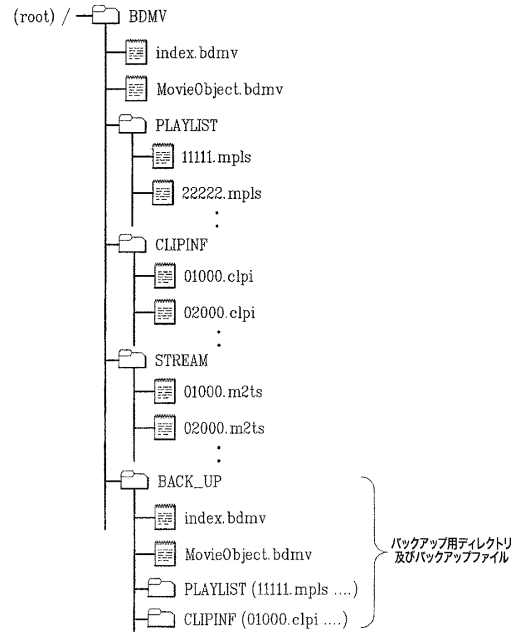 (root) / BDMV
index.bdmv
MovieObject.bdmv
PLAYLIST
11111.mpls
22222.mpls
:
CLIPINF
01000.clpi
02000.clpi
:
STREAM
01000.m2ts
02000.m2ts
:
BACK_UP
index.bdmv
MovieObject.bdmv
PLAYLIST (11111.mpls ....)
CLIPINF (01000.clpi ....)
バックアップ用ディレクトリ
及びバックアップファイル